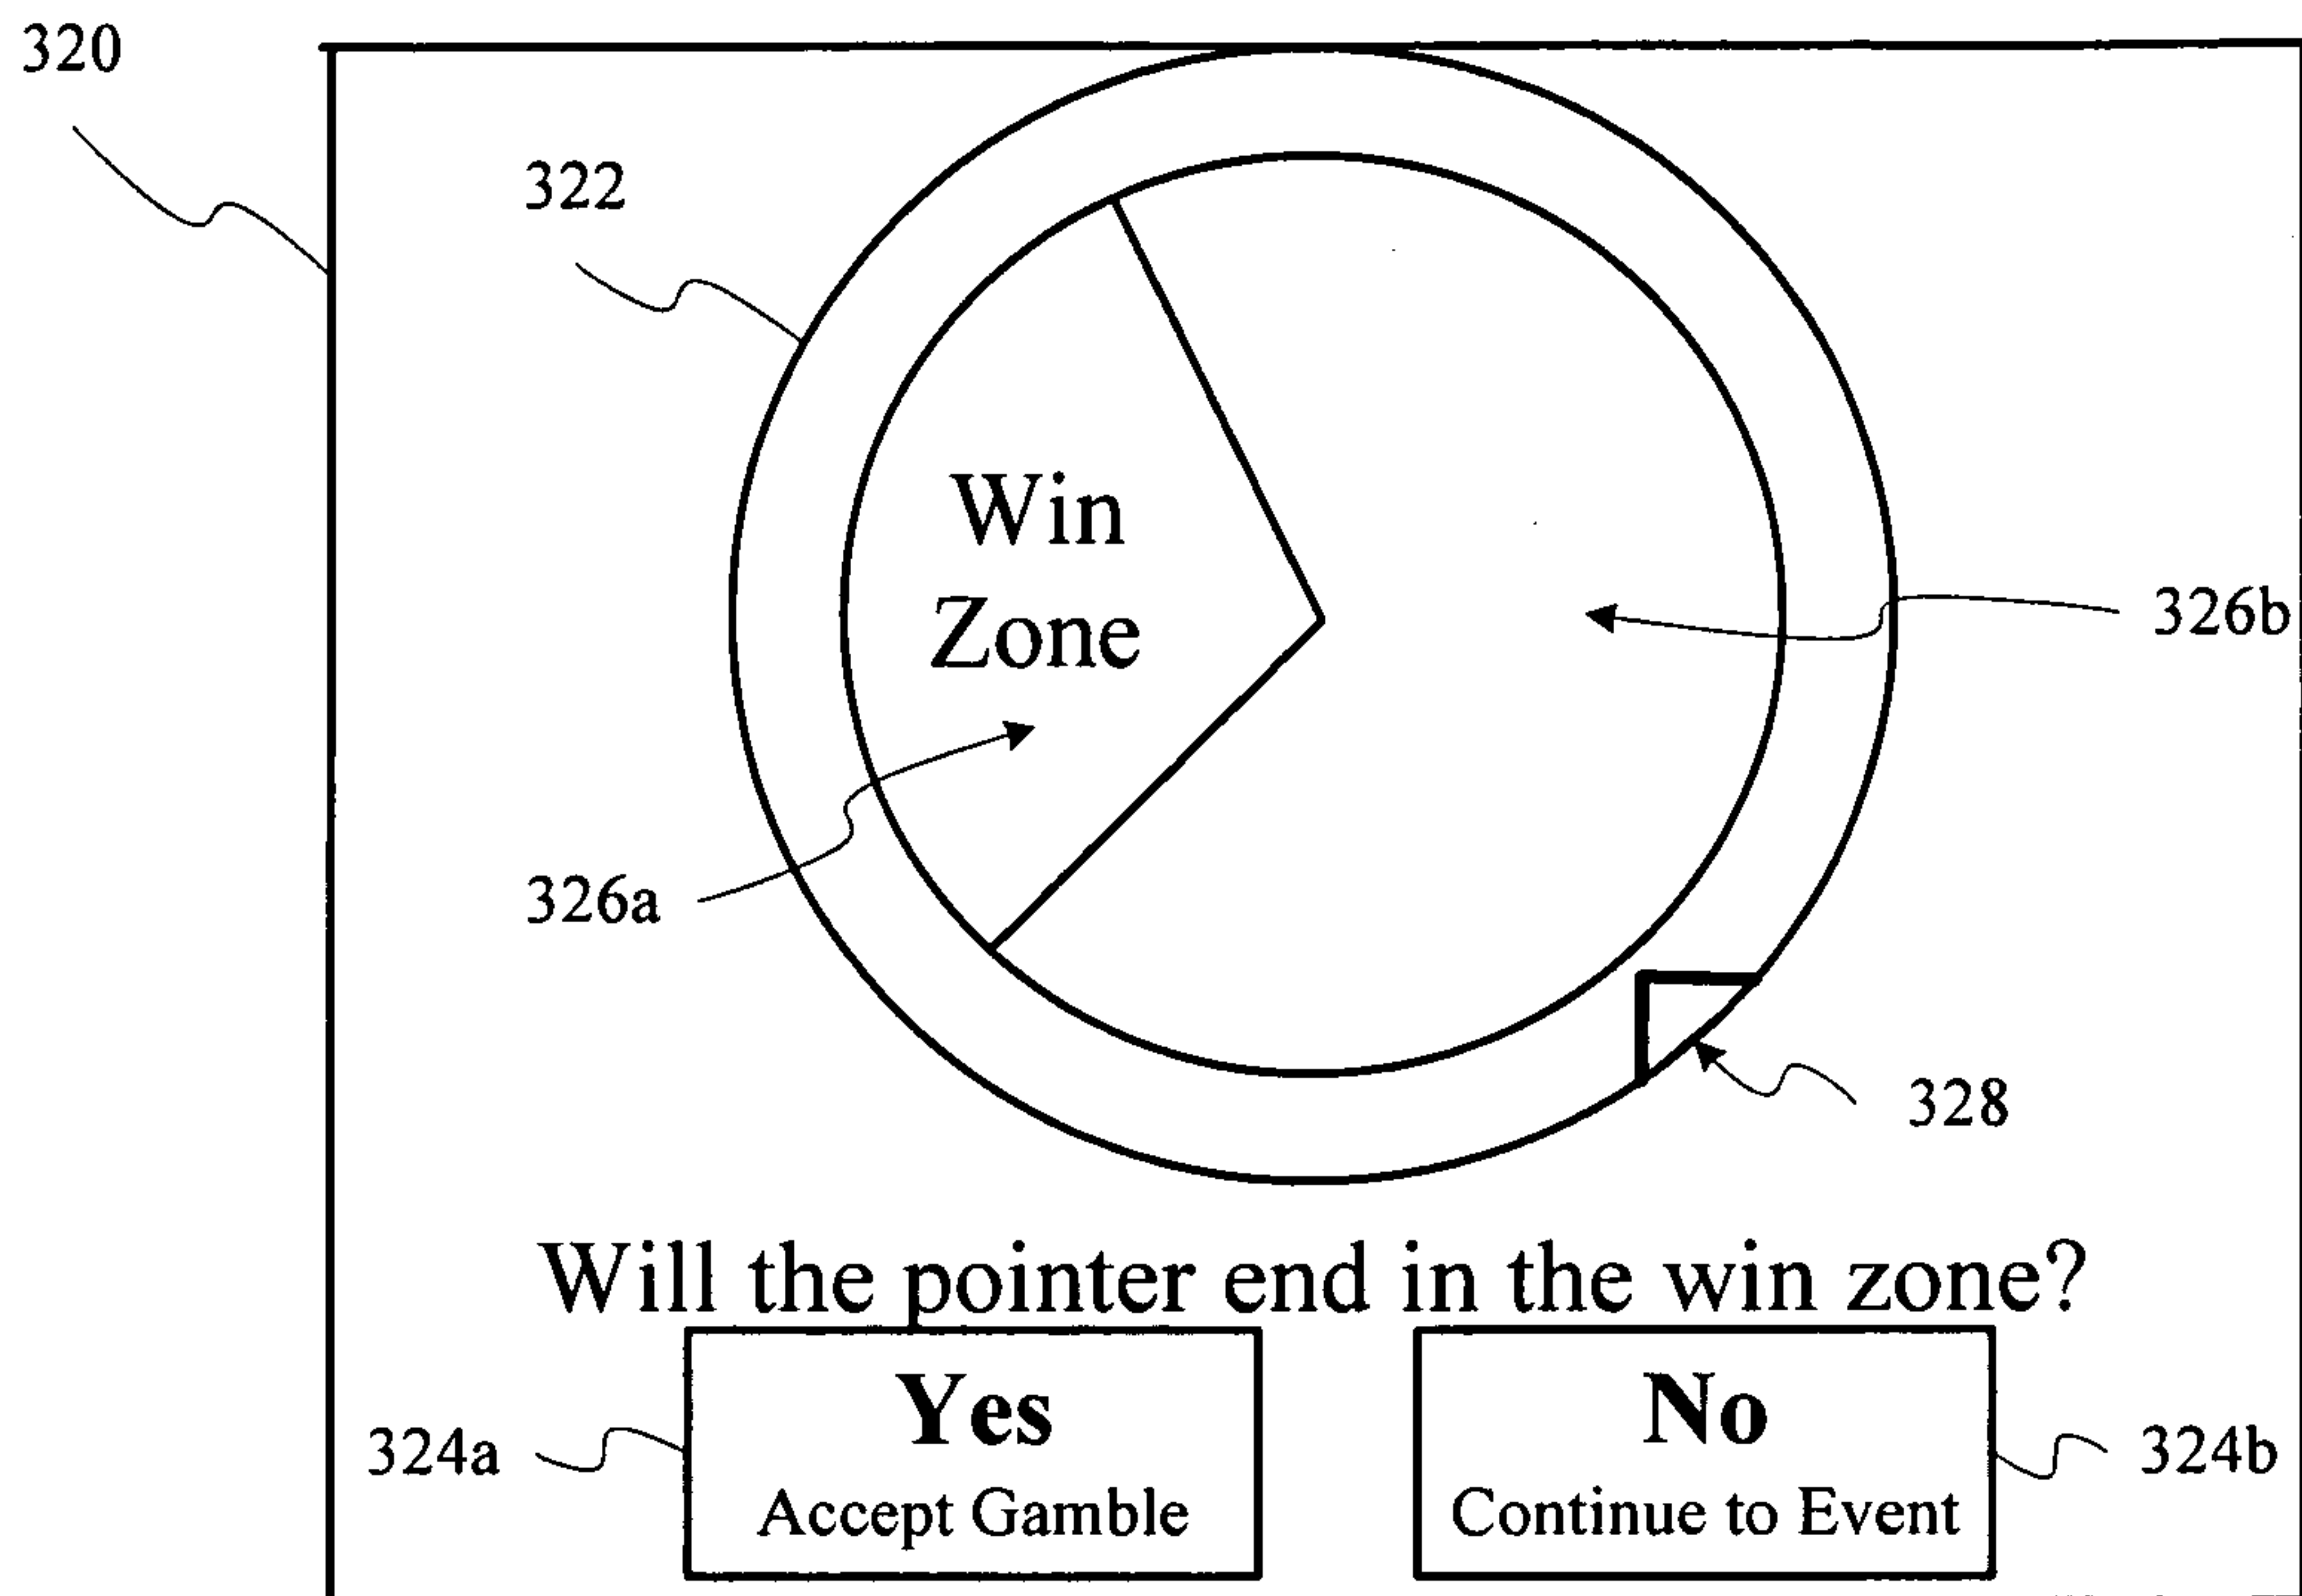 320
322
Win
Zone
326b
326a
328
Will the pointer end in the win zone?
Yes
No
324a
324b
Accept Gamble
Continue to Event